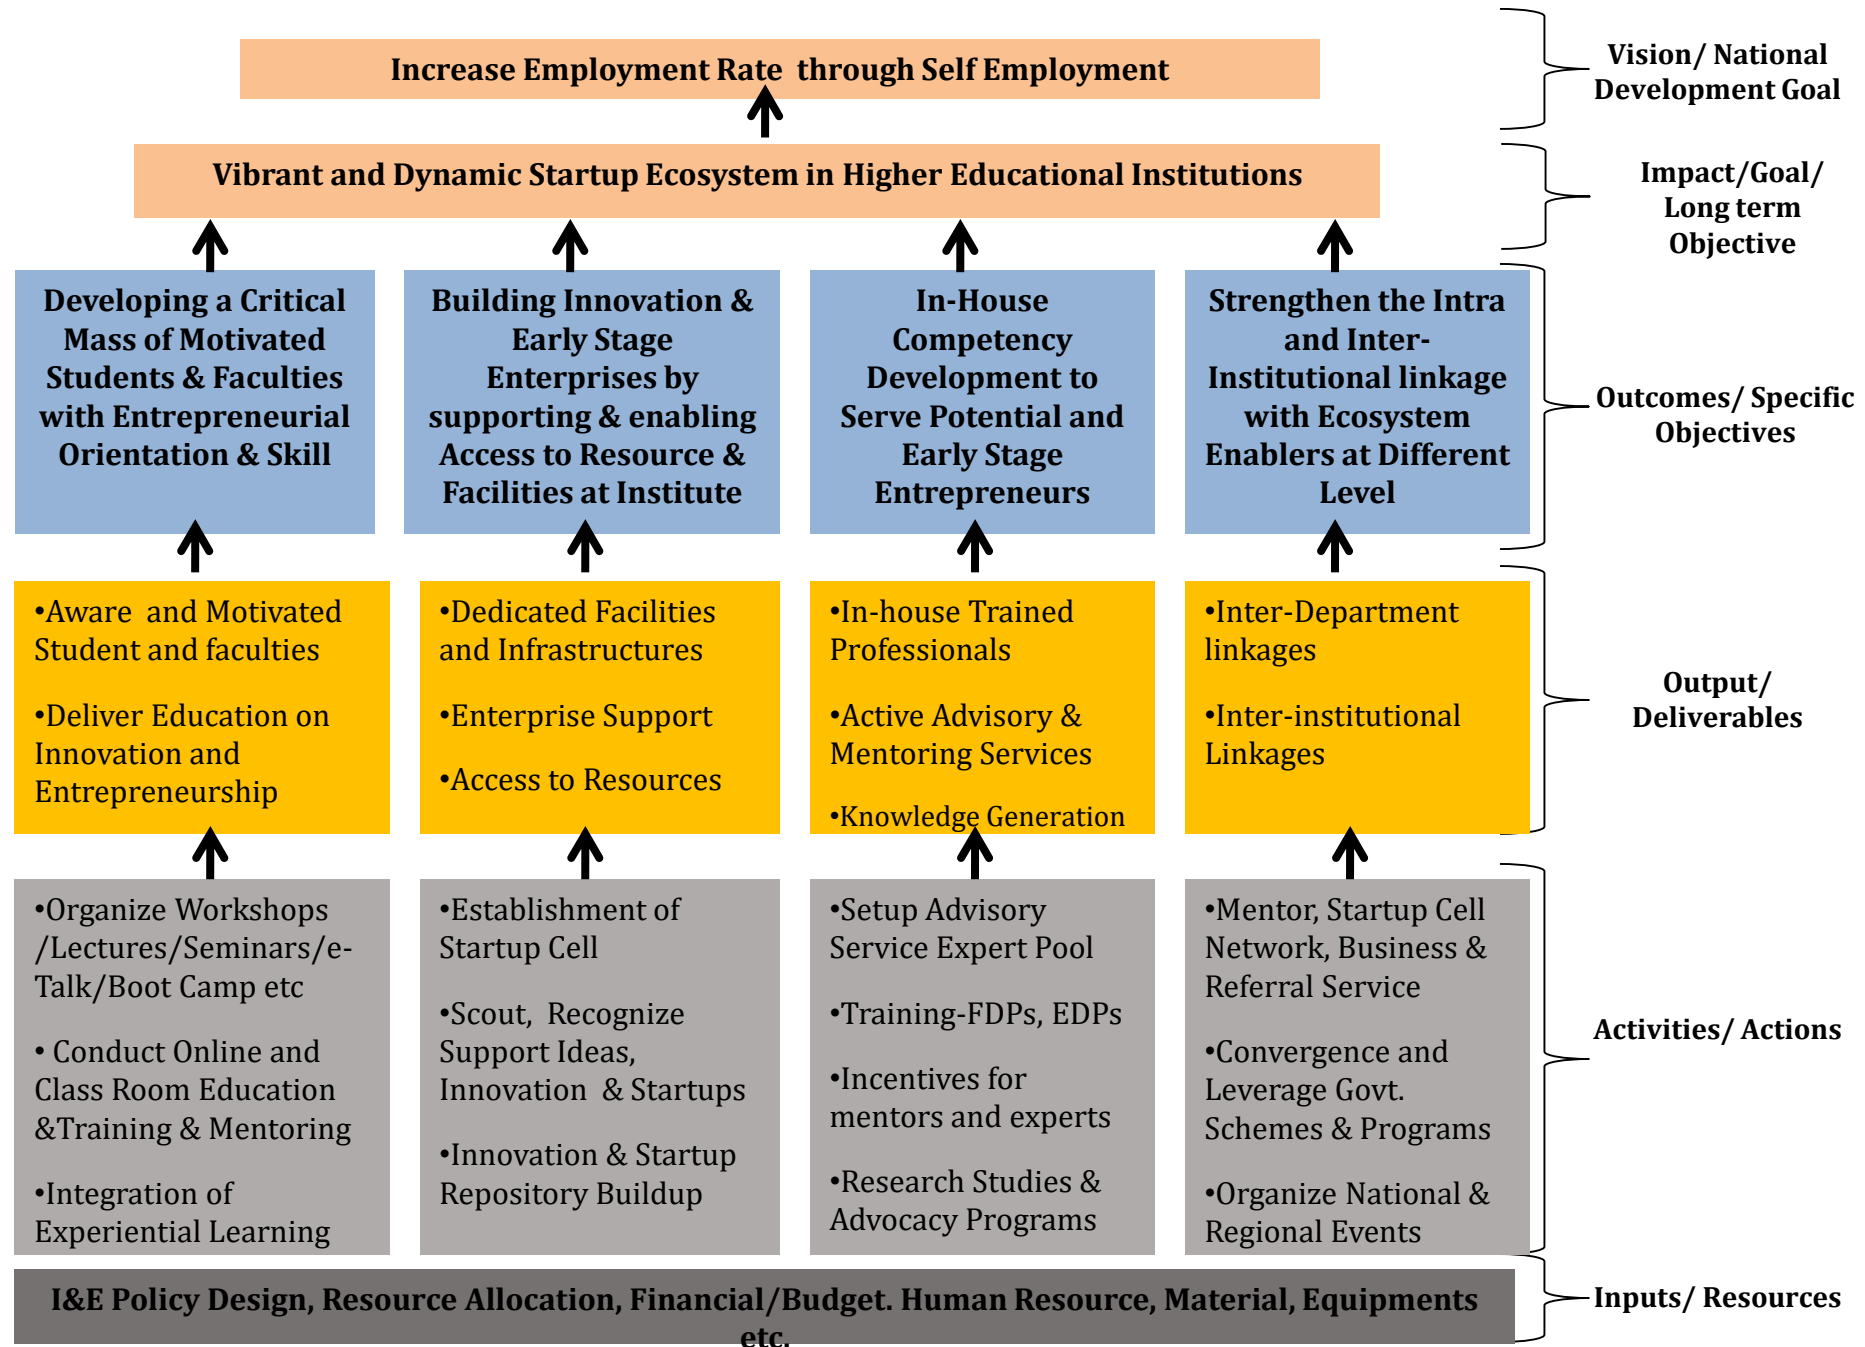 Increase Employment Rate  through Self Employment
Vision/ National
Development Goal
Vibrant and Dynamic Startup Ecosystem in Higher Educational Institutions
Impact/Goal/
Long term
Objective
Developing a Critical
Mass of Motivated
Students & Faculties
with Entrepreneurial
Orientation & Skill
Building Innovation &
Early Stage
Enterprises by
supporting & enabling
Access to Resource &
Facilities at Institute
In-House
Competency
Development to
Serve Potential and
Early Stage
Entrepreneurs
Strengthen the Intra
and Inter-
Institutional linkage
with Ecosystem
Enablers at Different
Level
Outcomes/ Specific
Objectives
•Aware  and Motivated
Student and faculties
•Deliver Education on
Innovation and
Entrepreneurship
•Dedicated Facilities
and Infrastructures
•Enterprise Support
•Access to Resources
•In-house Trained
Professionals
•Active Advisory &
Mentoring Services
•Knowledge Generation
•Inter-Department
linkages
•Inter-institutional
Linkages
Output/
Deliverables
•Organize Workshops
/Lectures/Seminars/e-
Talk/Boot Camp etc
• Conduct Online and
Class Room Education
&Training & Mentoring
•Integration of
Experiential Learning
•Establishment of
Startup Cell
•Scout,  Recognize
Support Ideas,
Innovation  & Startups
•Innovation & Startup
Repository Buildup
•Setup Advisory
Service Expert Pool
•Training-FDPs, EDPs
•Incentives for
mentors and experts
•Research Studies &
Advocacy Programs
•Mentor, Startup Cell
Network, Business &
Referral Service
•Convergence and
Leverage Govt.
Schemes & Programs
•Organize National &
Regional Events
Activities/ Actions
I&E Policy Design, Resource Allocation, Financial/Budget. Human Resource, Material, Equipments
etc.
Inputs/ Resources